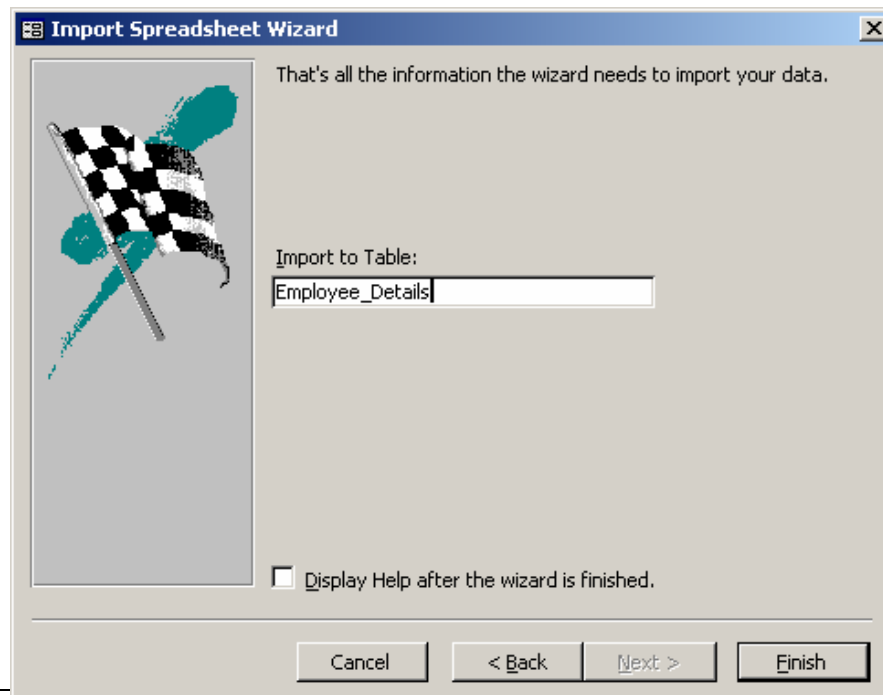 Import Spreadsheet Wizard
That's all the information the wizard needs to import your data.
Import to Table:
Employee_Details
Display Help after the wizard is finished.
Cancel < Back Next > Finish